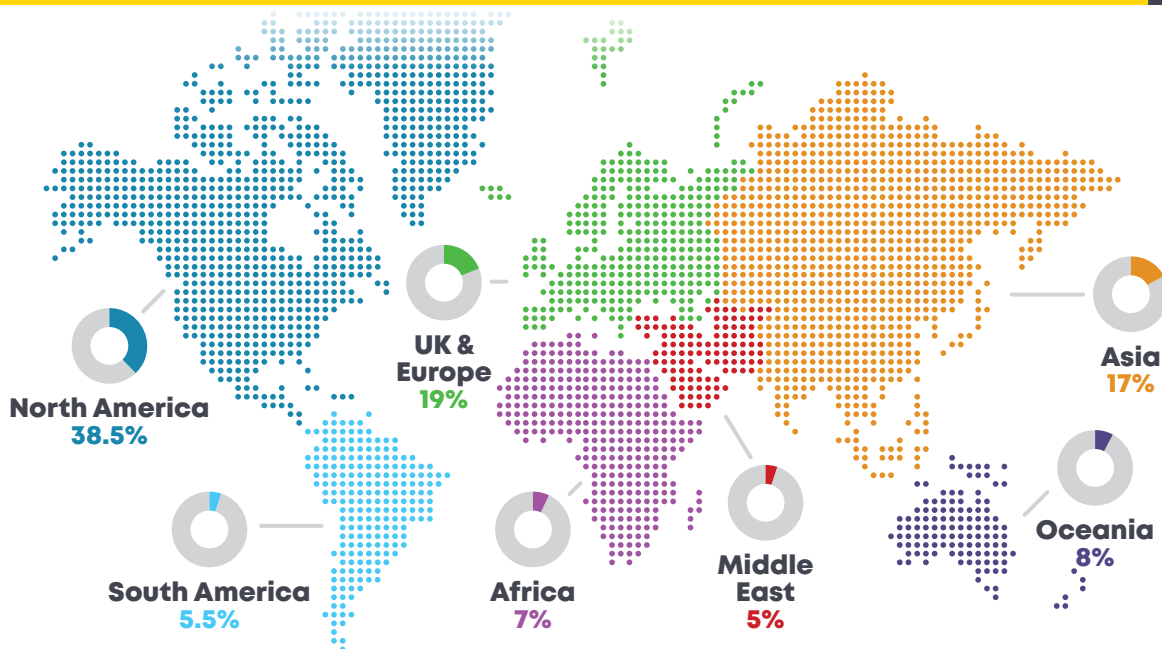 UK &
Europe
19%
Asia
17%
North America
38.5%
Oceania
8%
South America
5.5%
Africa
7%
Middle
East
5%